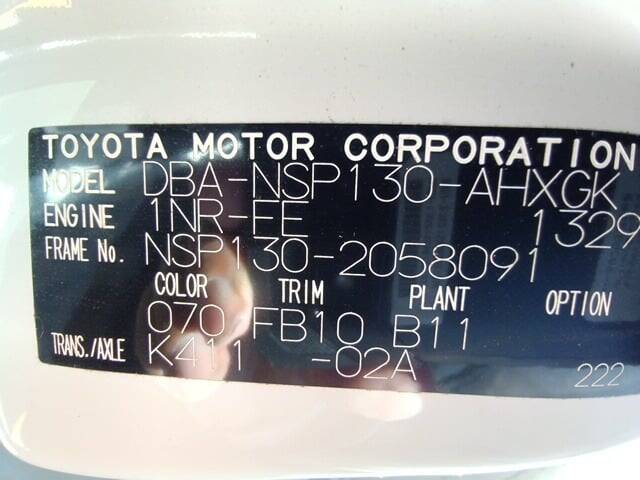 TOYOTA MOTOR CORPORATION
MODEL DBA-NSP130-AHXGK
ENGINE 1NR-FE 1329
FRAME No. NSP130-2058091
COLOR TRIM PLANT OPTION
070 FB10 B11
TRANS./AXLE K411 -02A
222